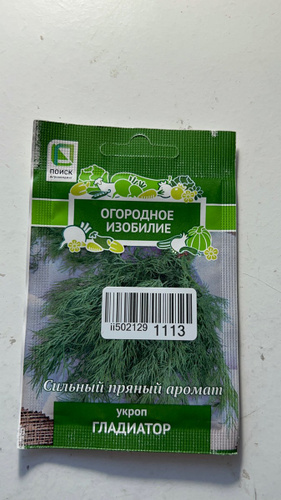 ПОИСК
ОГОРОДНОЕ
ИЗОБИЛИЕ
ii502129 1113
Сильный пряный аромат
укроп
ГЛАДИАТОР